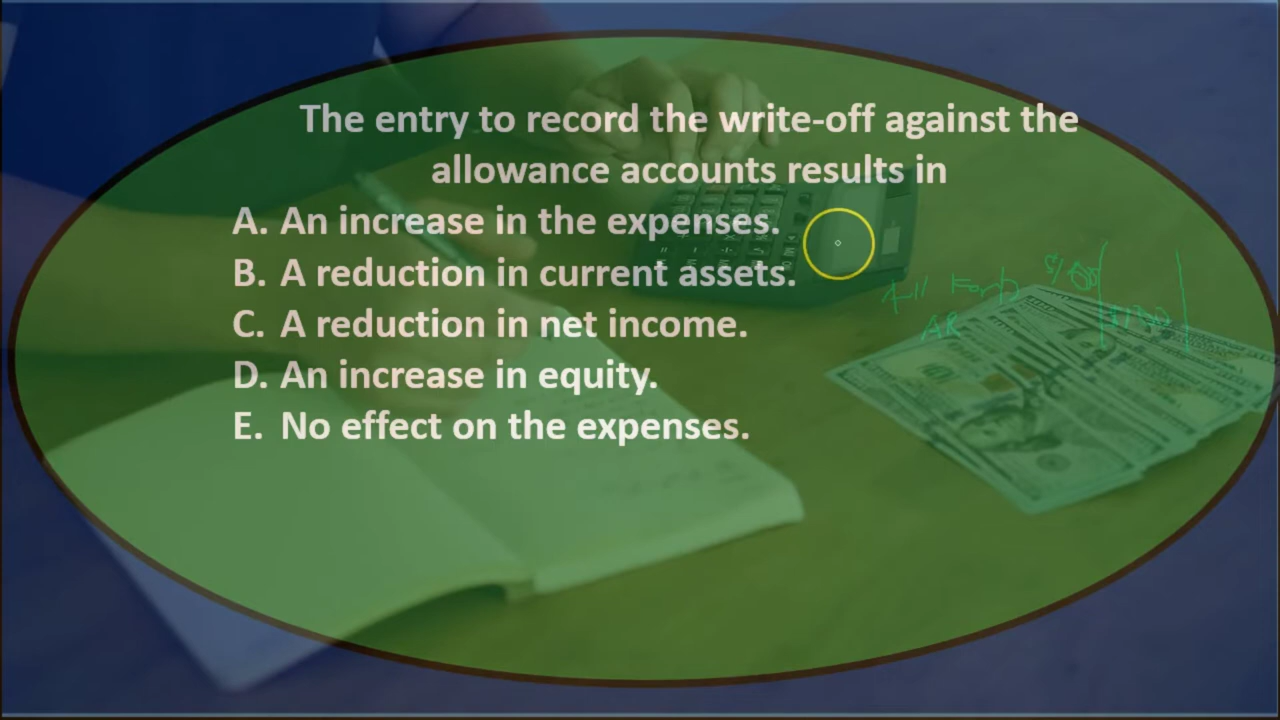 The entry to record the write-off against the
allowance accounts results in
A. An increase in the expenses.
B. A reduction in current assets.
C. A reduction in net income.
D. An increase in equity.
E. No effect on the expenses.
AR